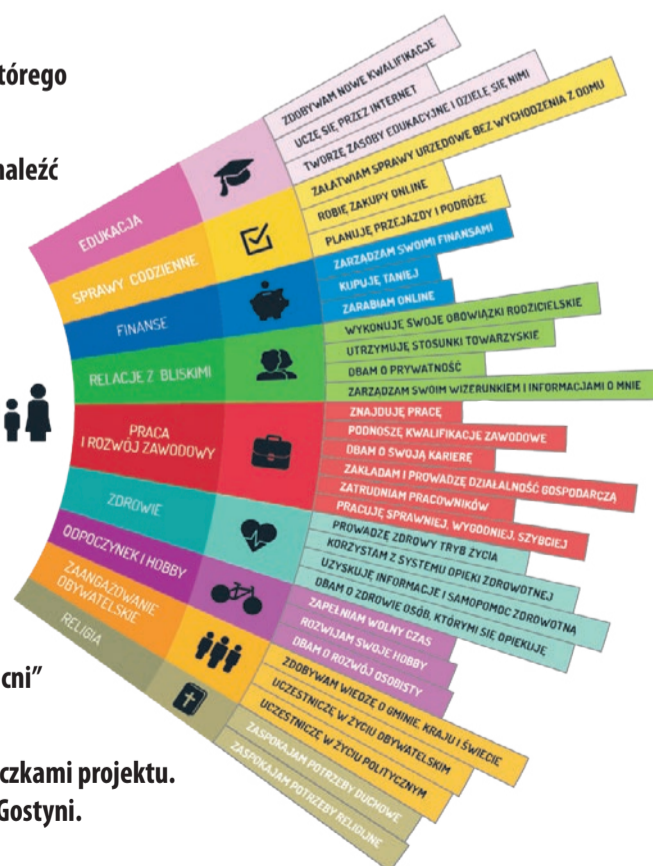 tórego
naleźć
cni”
czkami projektu.
Gostyni.
EDUKACJA
ZDOBYWAM NOWE KWALIFIKACJE
UCZĘ SIĘ PRZEZ INTERNET
TWORZĘ ZASOBY EDUKACYJNE I DZIELĘ SIĘ NIMI
SPRAWY CODZIENNE
ZAŁATWIAM SPRAWY URZĘDOWE BEZ WYCHODZENIA Z DOMU
ROBIĘ ZAKUPY ONLINE
PLANUJĘ PRZEJAZDY I PODRÓŻE
FINANSE
ZARZĄDZAM SWOIMI FINANSAMI
KUPUJĘ TANIEJ
ZARABIAM ONLINE
RELACJE Z BLISKIMI
WYKONUJĘ SWOJE OBOWIĄZKI RODZICIELSKIE
UTRZYMUJĘ STOSUNKI TOWARZYSKIE
DBAM O PRYWATNOŚĆ
ZARZĄDZAM SWOIM WIZERUNKIEM I INFORMACJAMI O MNIE
PRACA
I ROZWÓJ ZAWODOWY
ZNAJDUJĘ PRACĘ
PODNOSZĘ KWALIFIKACJE ZAWODOWE
DBAM O SWOJĄ KARIERĘ
ZAKŁADAM I PROWADZĘ DZIAŁALNOŚĆ GOSPODARCZĄ
ZATRUDNIAM PRACOWNIKÓW
PRACUJĘ SPRAWNIEJ, WYGODNIEJ, SZYBCIEJ
ZDROWIE
PROWADZĘ ZDROWY TRYB ŻYCIA
KORZYSTAM Z SYSTEMU OPIEKI ZDROWOTNEJ
UZYSKUJĘ INFORMACJE I SAMOPOMOC ZDROWOTNĄ
DBAM O ZDROWIE OSÓB, KTÓRYMI SIĘ OPIEKUJĘ
ODPOCZYNEK I HOBBY
ZAPEŁNIAM WOLNY CZAS
ROZWIJAM SWOJE HOBBY
DBAM O ROZWÓJ OSOBISTY
ZAANGAŻOWANIE
OBYWATELSKIE
ZDOBYWAM WIEDZĘ O GMINIE, KRAJU I ŚWIECIE
UCZESTNICZĘ W ŻYCIU OBYWATELSKIM
UCZESTNICZĘ W ŻYCIU POLITYCZNYM
RELIGIA
ZASPOKAJAM POTRZEBY DUCHOWE
ZASPOKAJAM POTRZEBY RELIGIJNE